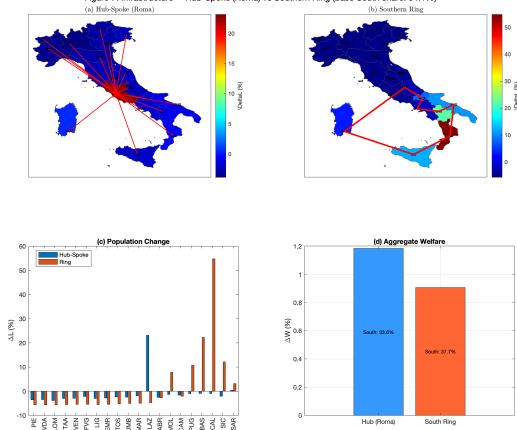 (a) Hub-Spoke (Roma)
(b) Southern Ring
20
15
10
5
0
50
40
30
20
10
0
(c) Population Change
60
50
40
30
20
10
0
-10
ΔL (%)
Hub-Spoke
Ring
PIE
VDA
LOM
TAA
VEN
FVG
LIG
EMR
TOS
UMB
MAR
LAZ
ABR
MOL
CAM
PUG
BAS
CAL
SIC
SAR
(d) Aggregate Welfare
1.2
1
0.8
0.6
0.4
0.2
0
ΔW (%)
South: 33.6%
South: 37.7%
Hub (Roma)
South Ring